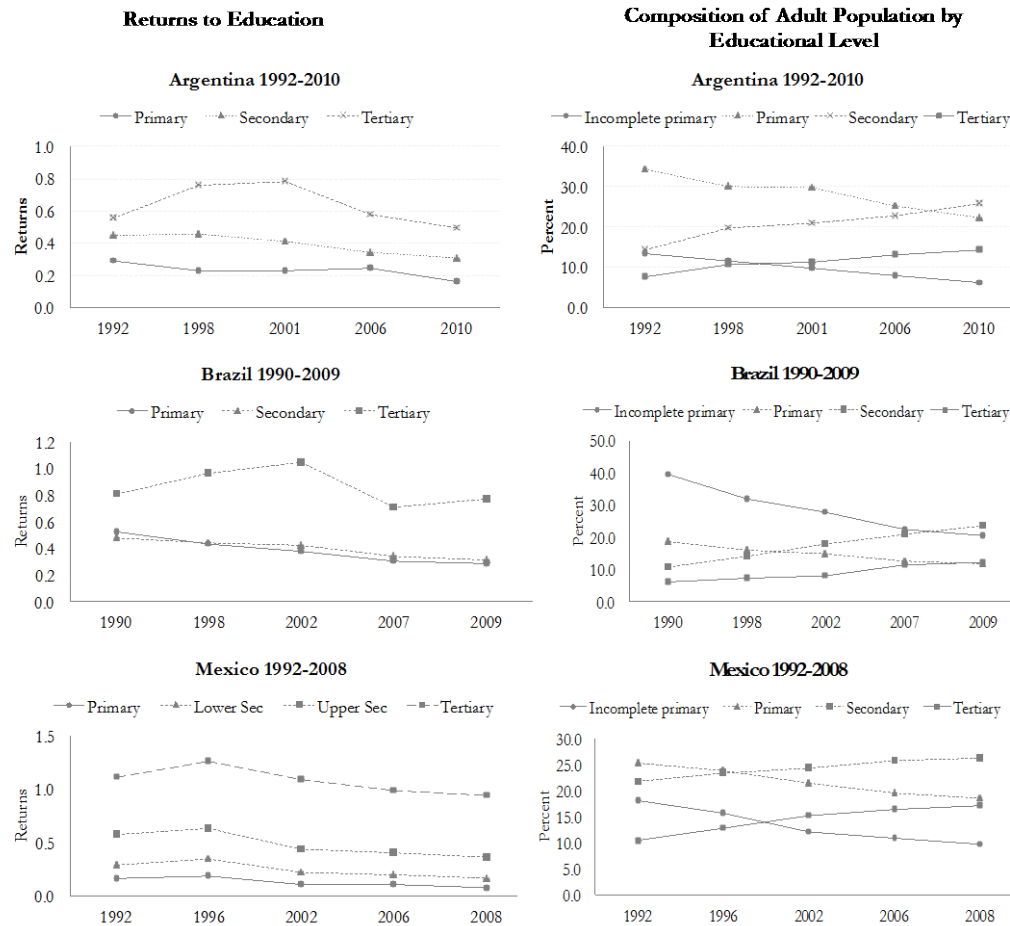 Returns to Education
Composition of Adult Population by
Educational Level
Argentina 1992-2010
Primary Secondary Tertiary
1.0
0.8
0.6
0.4
0.2
0.0
Returns
1992 1998 2001 2006 2010
Argentina 1992-2010
Incomplete primary Primary Secondary Tertiary
40.0
30.0
20.0
10.0
0.0
Percent
1992 1998 2001 2006 2010
Brazil 1990-2009
Primary Secondary Tertiary
1.2
1.0
0.8
0.6
0.4
0.2
0.0
Returns
1990 1998 2002 2007 2009
Brazil 1990-2009
Incomplete primary Primary Secondary Tertiary
50.0
40.0
30.0
20.0
10.0
0.0
Percent
1990 1998 2002 2007 2009
Mexico 1992-2008
Primary Lower Sec Upper Sec Tertiary
1.5
1.0
0.5
0.0
Returns
1992 1996 2002 2006 2008
Mexico 1992-2008
Incomplete primary Primary Secondary Tertiary
30.0
25.0
20.0
15.0
10.0
5.0
0.0
Percent
1992 1996 2002 2006 2008